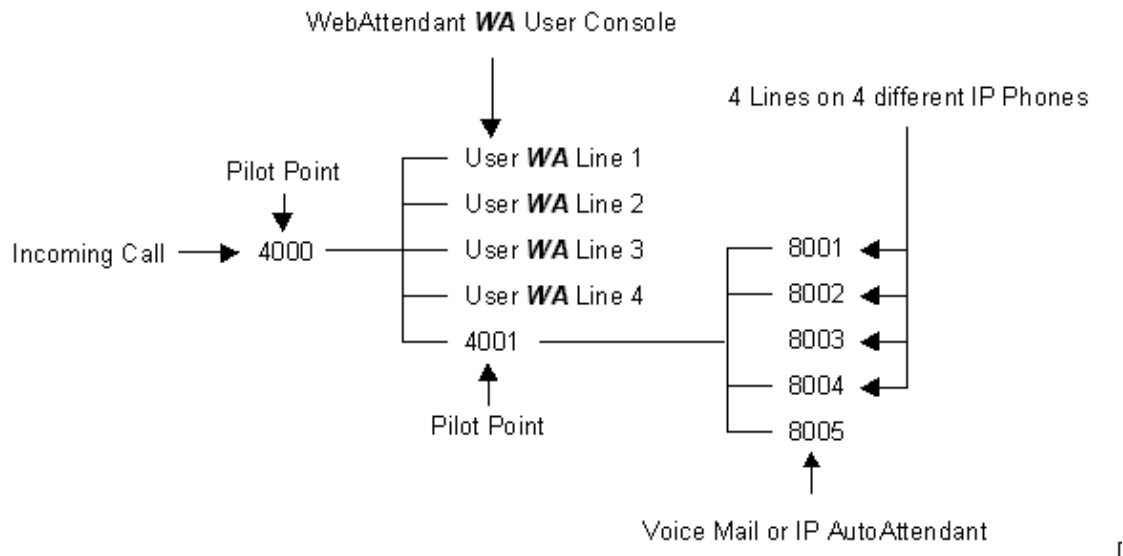 WebAttendant WA User Console
4 Lines on 4 different IP Phones
User WA Line 1
Pilot Point
User WA Line 2
Incoming Call
4000
User WA Line 3
8001
User WA Line 4
8002
4001
8003
8004
Pilot Point
8005
Voice Mail or IP AutoAttendant